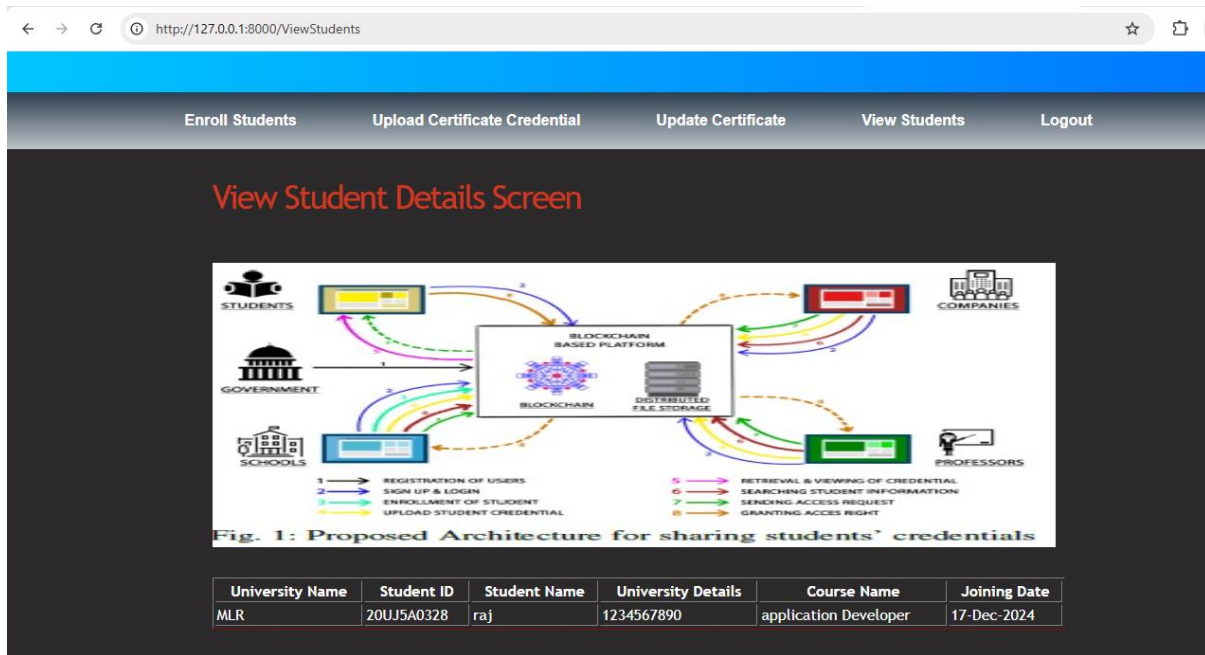 http://127.0.0.1:8000/ViewStudents
Enroll Students Upload Certificate Credential Update Certificate View Students Logout
View Student Details Screen
STUDENTS
COMPANIES
BLOCKCHAIN
BASED PLATFORM
GOVERNMENT
BLOCKCHAIN
DISTRIBUTED
FILE STORAGE
SCHOOLS
PROFESSORS
1 REGISTRATION OF USERS
2 SIGN UP & LOGIN
3 ENROLLMENT OF STUDENT
4 UPLOAD STUDENT CREDENTIAL
5 RETRIEVAL & VIEWING OF CREDENTIAL
6 SEARCHING STUDENT INFORMATION
7 SENDING ACCESS REQUEST
8 GRANTING ACCES RIGHT
Fig. 1: Proposed Architecture for sharing students' credentials
University Name Student ID Student Name University Details Course Name Joining Date
MLR 20UJ5A0328 raj 1234567890 application Developer 17-Dec-2024